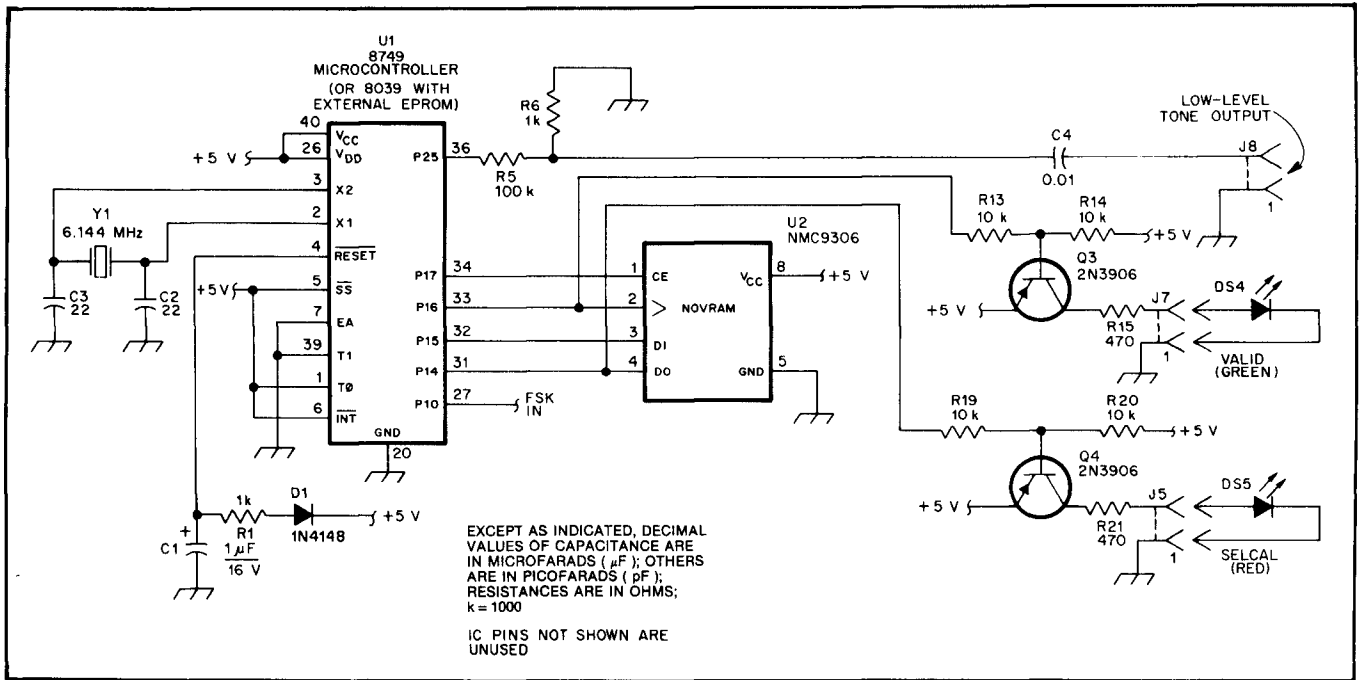 U1
8749
MICROCONTROLLER
(OR 8039 WITH
EXTERNAL EPROM)
40
VCC
26
VDD
+5 V
3
X2
2
X1
Y1
6.144 MHz
4
RESET
C3
22
C2
22
+5V
5
SS
7
EA
39
T1
1
TØ
6
INT
GND
20
P25
36
R5
100 k
R6
1k
P17
34
P16
33
P15
32
P14
31
P10
27
FSK
IN
U2
NMC9306
1
CE
2
>
NOVRAM
3
DI
4
DO
VCC
8
+5 V
GND
5
C4
0.01
LOW-LEVEL
TONE OUTPUT
J8
1
R13
10 k
R14
10 k
+5 V
Q3
2N3906
+5 V
R15
470
J7
1
DS4
VALID
(GREEN)
R19
10 k
R20
10 k
+5 V
Q4
2N3906
+5 V
R21
470
J5
1
DS5
SELCAL
(RED)
1k
R1
D1
1N4148
+5 V
+
C1
1 µF
16 V
EXCEPT AS INDICATED, DECIMAL
VALUES OF CAPACITANCE ARE
IN MICROFARADS ( µF ); OTHERS
ARE IN PICOFARADS ( pF );
RESISTANCES ARE IN OHMS;
k = 1000
IC PINS NOT SHOWN ARE
UNUSED